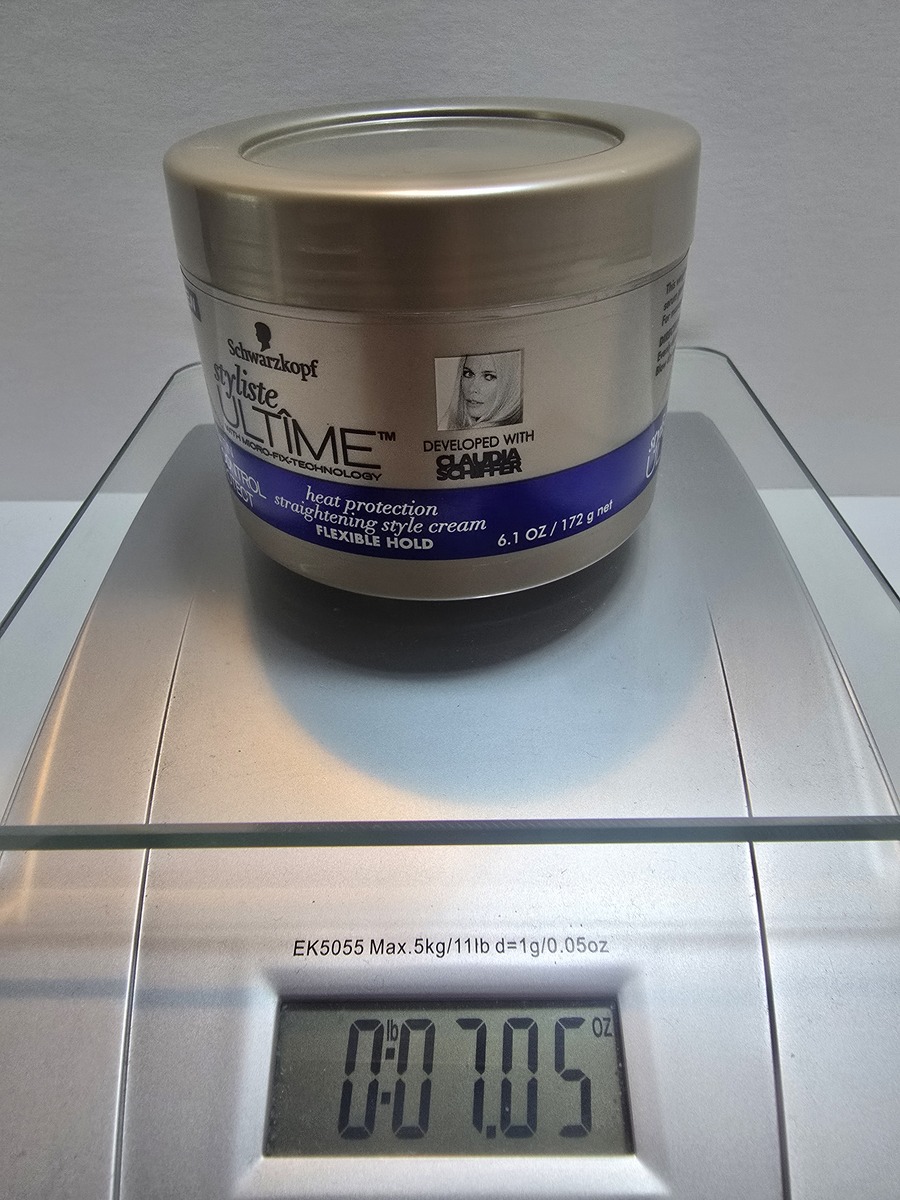 Schwarzkopf
styliste
ULTÎME™
WITH MICRO-FIX-TECHNOLOGY
DEVELOPED WITH
CLAUDIA
SCHIFFER
heat protection
straightening style cream
FLEXIBLE HOLD
6.1 OZ / 172 g net
EK5055 Max.5kg/11lb d=1g/0.05oz
0 lb:07.05 oz